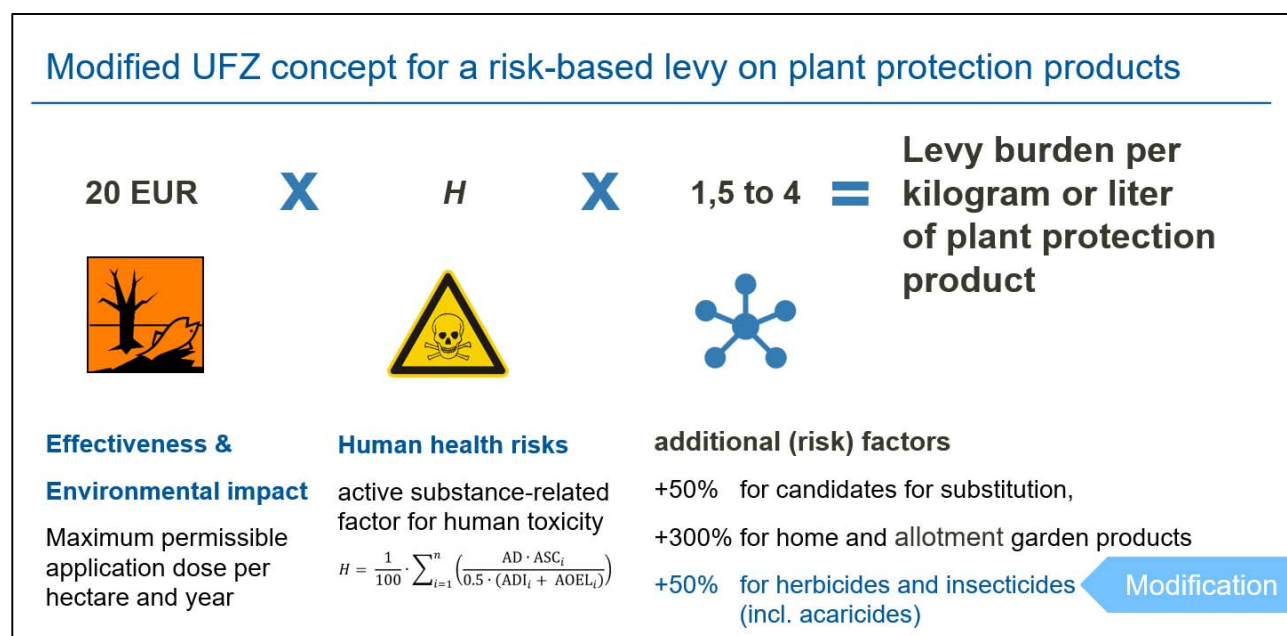 Modified UFZ concept for a risk-based levy on plant protection products
20 EUR X H X 1,5 to 4 = Levy burden per
kilogram or liter
of plant protection
product
Effectiveness &
Environmental impact
Maximum permissible
application dose per
hectare and year
Human health risks
active substance-related
factor for human toxicity
H = 1/100 · ∑_{i=1}^{n} (AD · ASC_i / 0.5 · (ADI_i + AOEL_i))
additional (risk) factors
+50% for candidates for substitution,
+300% for home and allotment garden products
+50% for herbicides and insecticides
(incl. acaricides)
Modification